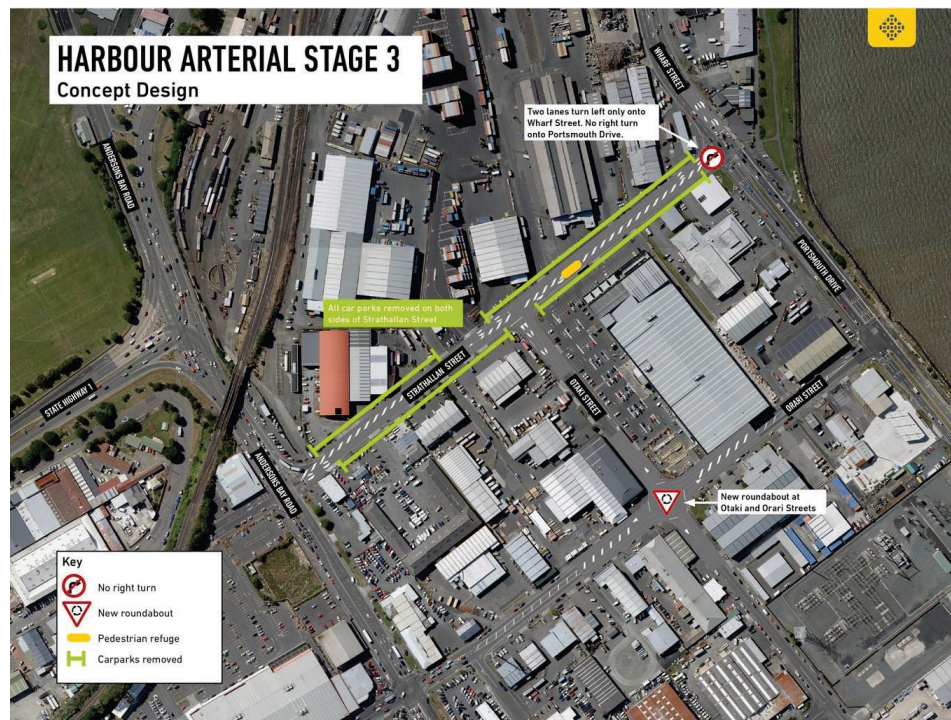 HARBOUR ARTERIAL STAGE 3
Concept Design
WHARF STREET
Two lanes turn left only onto
Wharf Street. No right turn
onto Portsmouth Drive.
ANDERSONS BAY ROAD
PORTSMOUTH DRIVE
All car parks removed on both
sides of Strathallan Street
STRATHALLAN STREET
STATE HIGHWAY 1
OTAKI STREET
ORARI STREET
ANDERSONS BAY ROAD
New roundabout at
Otaki and Orari Streets
Key
No right turn
New roundabout
Pedestrian refuge
Carparks removed